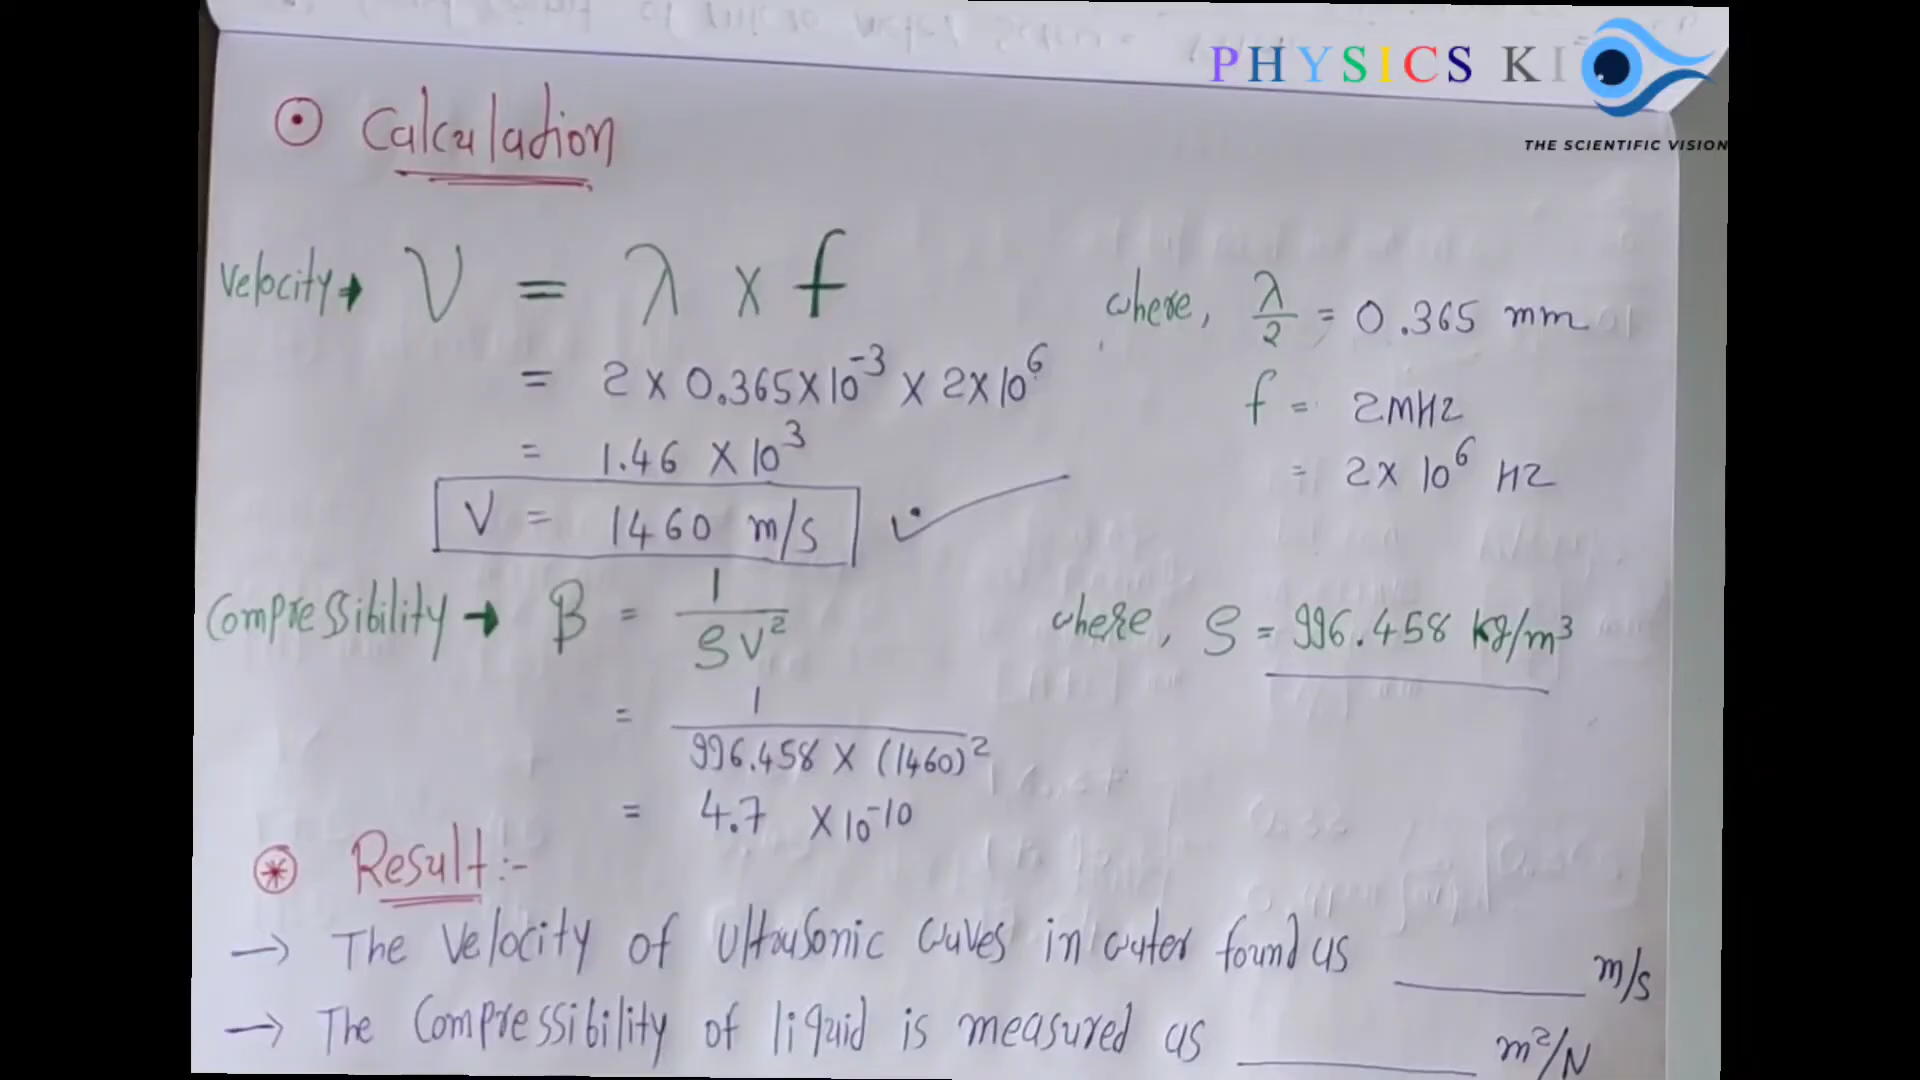 PHYSICS KI
THE SCIENTIFIC VISION
Calculation
Velocity → V = λ × f
where, λ/2 = 0.365 mm
= 2 × 0.365×10⁻³ × 2×10⁶
f = 2MHz
= 1.46 × 10³
= 2× 10⁶ Hz
V = 1460 m/s
Compressibility → β = 1/ρV²
where, ρ = 996.458 kg/m³
= 1/996.458 × (1460)²
= 4.7 ×10⁻¹⁰
Result:-
→ The Velocity of Ultrasonic waves in water found as ______ m/s
→ The Compressibility of liquid is measured as ______ m²/N